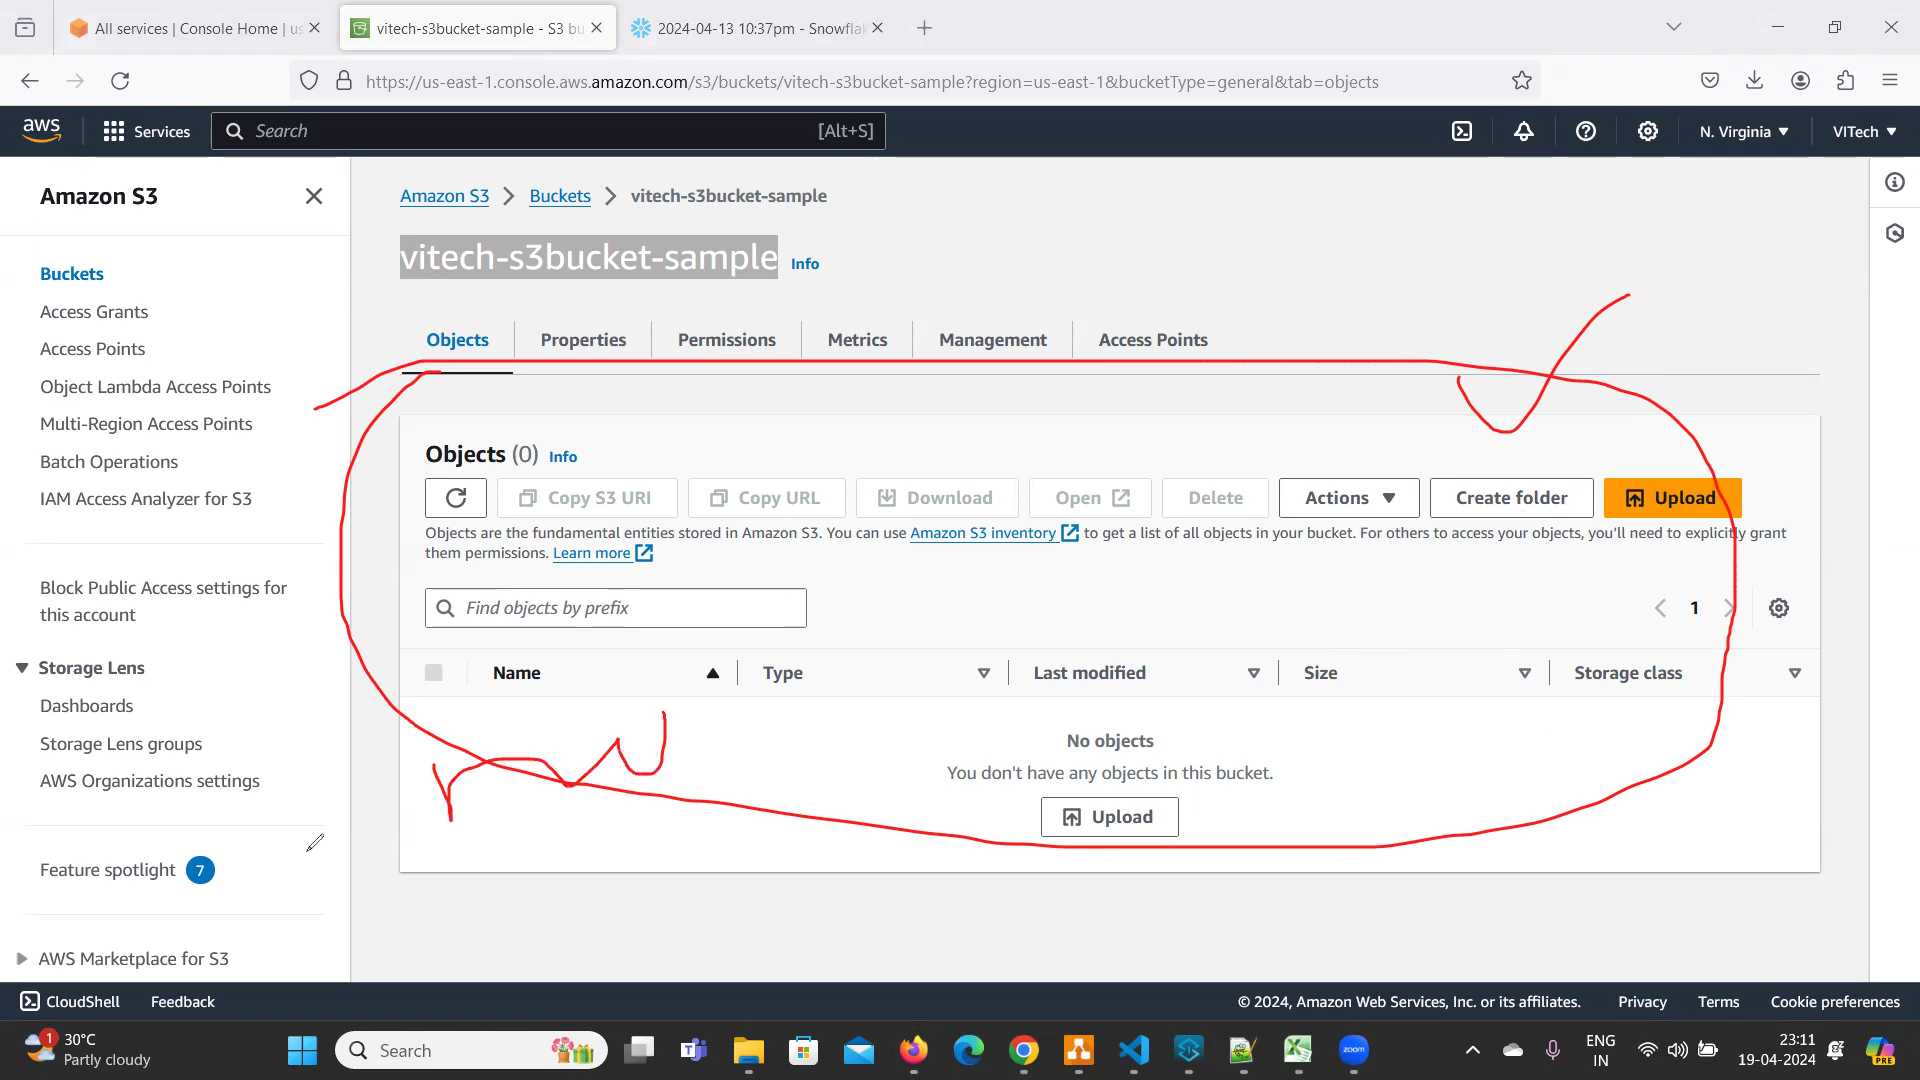 All services | Console Home | us
vitech-s3bucket-sample - S3 bu
2024-04-13 10:37pm - Snowflak
https://us-east-1.console.aws.amazon.com/s3/buckets/vitech-s3bucket-sample?region=us-east-1&bucketType=general&tab=objects
aws
Services
Search
[Alt+S]
N. Virginia
VITech
Amazon S3
Buckets
Access Grants
Access Points
Object Lambda Access Points
Multi-Region Access Points
Batch Operations
IAM Access Analyzer for S3
Block Public Access settings for
this account
Storage Lens
Dashboards
Storage Lens groups
AWS Organizations settings
Feature spotlight 7
AWS Marketplace for S3
Amazon S3 > Buckets > vitech-s3bucket-sample
vitech-s3bucket-sample Info
Objects
Properties
Permissions
Metrics
Management
Access Points
Objects (0) Info
Copy S3 URI
Copy URL
Download
Open
Delete
Actions
Create folder
Upload
Objects are the fundamental entities stored in Amazon S3. You can use Amazon S3 inventory to get a list of all objects in your bucket. For others to access your objects, you’ll need to explicitly grant
them permissions. Learn more
Find objects by prefix
1
Name
Type
Last modified
Size
Storage class
No objects
You don't have any objects in this bucket.
Upload
CloudShell
Feedback
© 2024, Amazon Web Services, Inc. or its affiliates.
Privacy
Terms
Cookie preferences
1
30°C
Partly cloudy
Search
zoom
ENG
IN
23:11
19-04-2024
PRE